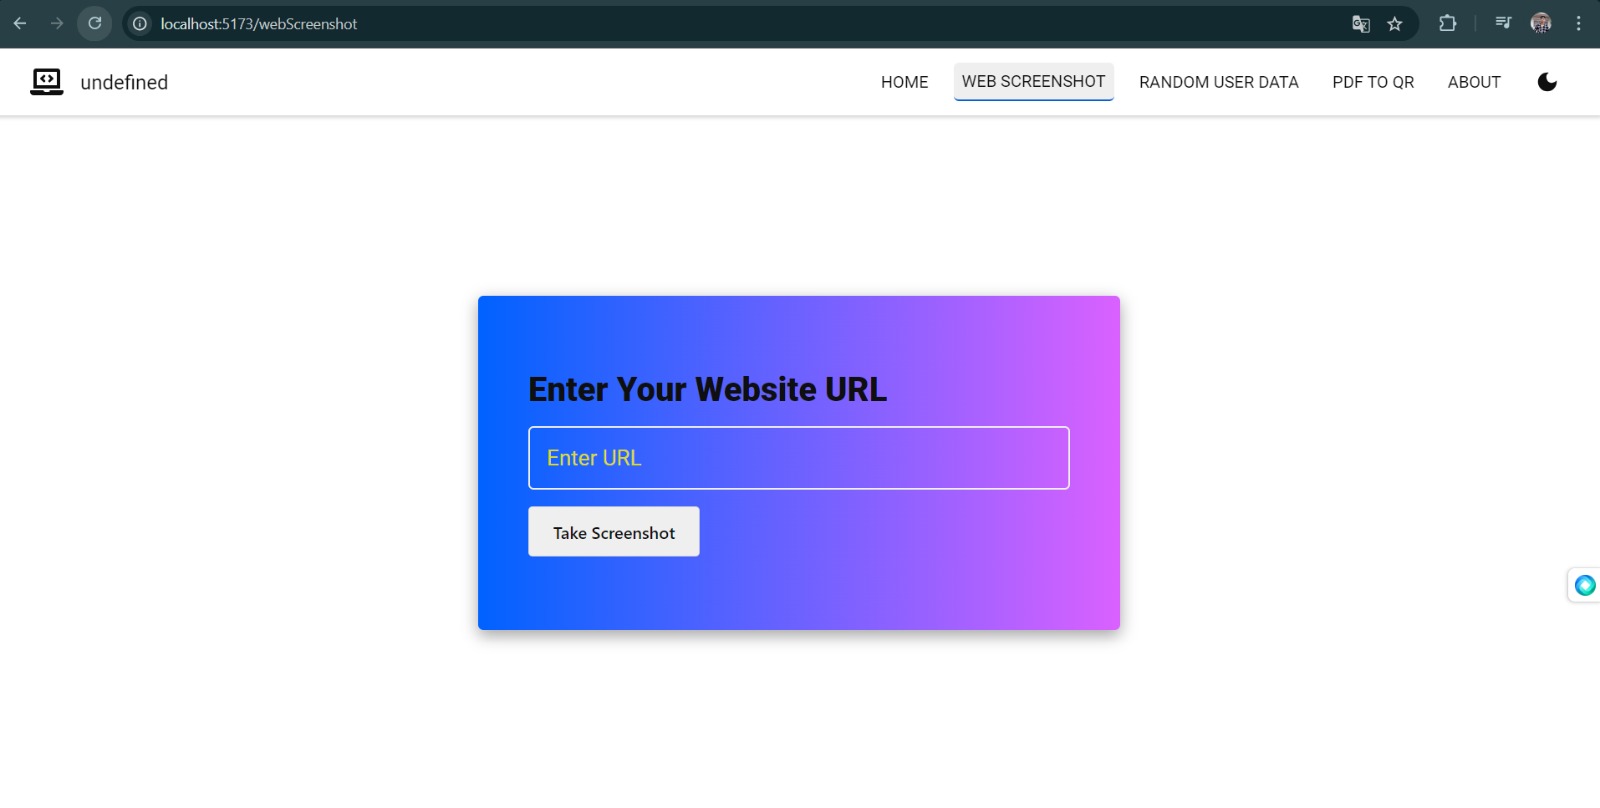 localhost:5173/webScreenshot
undefined
HOME
WEB SCREENSHOT
RANDOM USER DATA
PDF TO QR
ABOUT
Enter Your Website URL
Enter URL
Take Screenshot